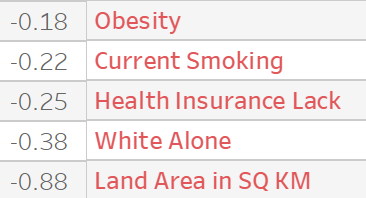 -0.18 Obesity
-0.22 Current Smoking
-0.25 Health Insurance Lack
-0.38 White Alone
-0.88 Land Area in SQ KM